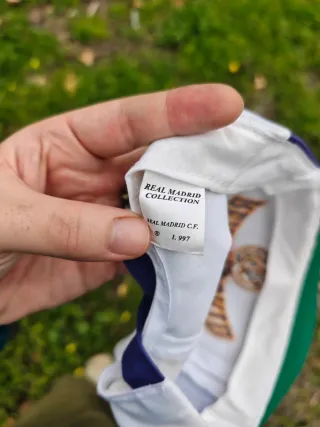 REAL MADRID
COLLECTION
REAL MADRID C.F.
® 1.997